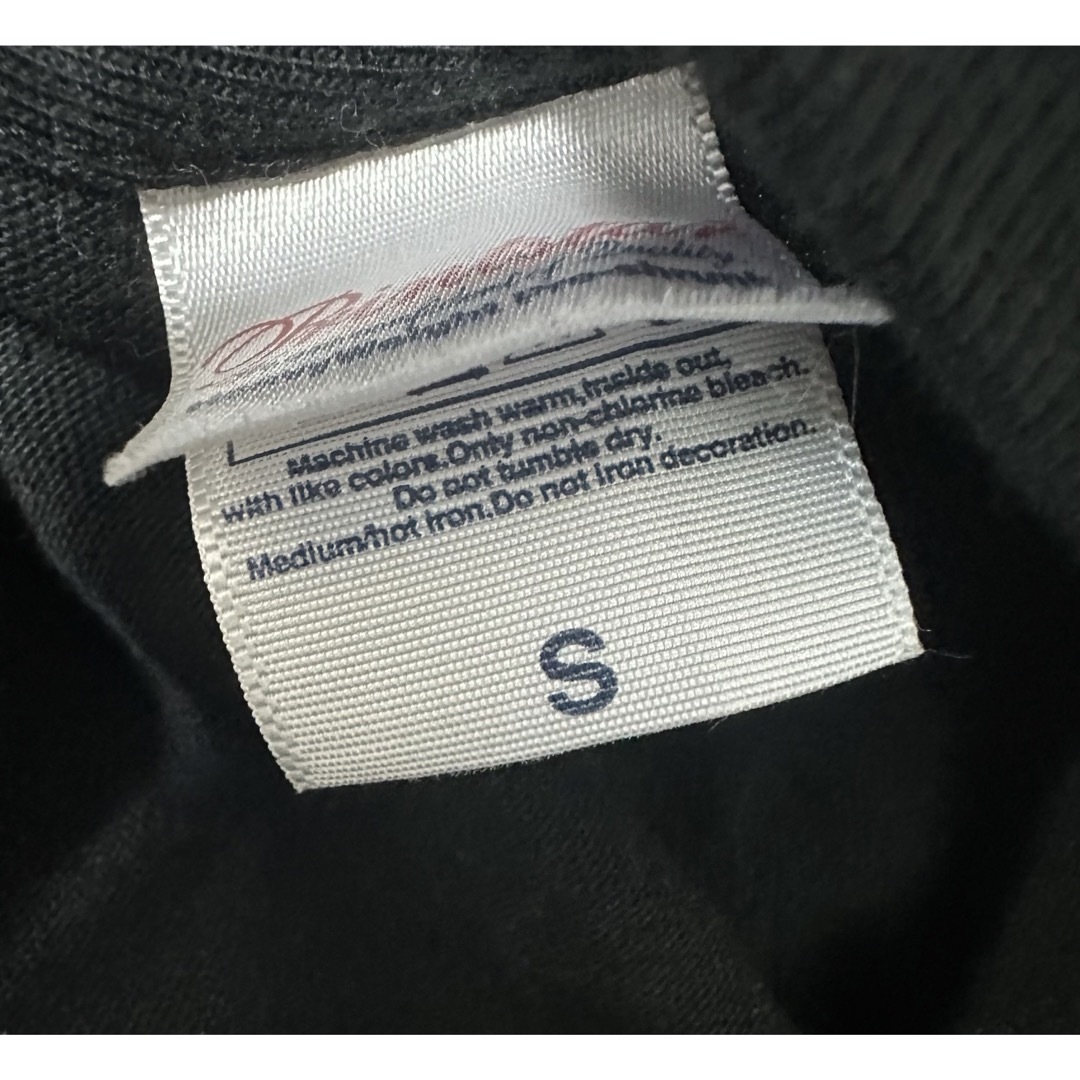 Machine wash warm,Inside out,
with like colors.Only non-chlorine bleach.
Do not tumble dry.
Medium/hot iron.Do not iron decoration.
S